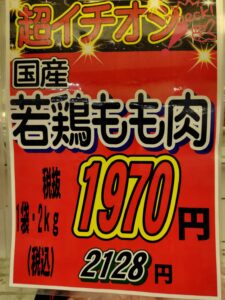 超イチオシ
国産
若鶏もも肉
税抜
1袋・2kg
1970円
(税込)
2128円